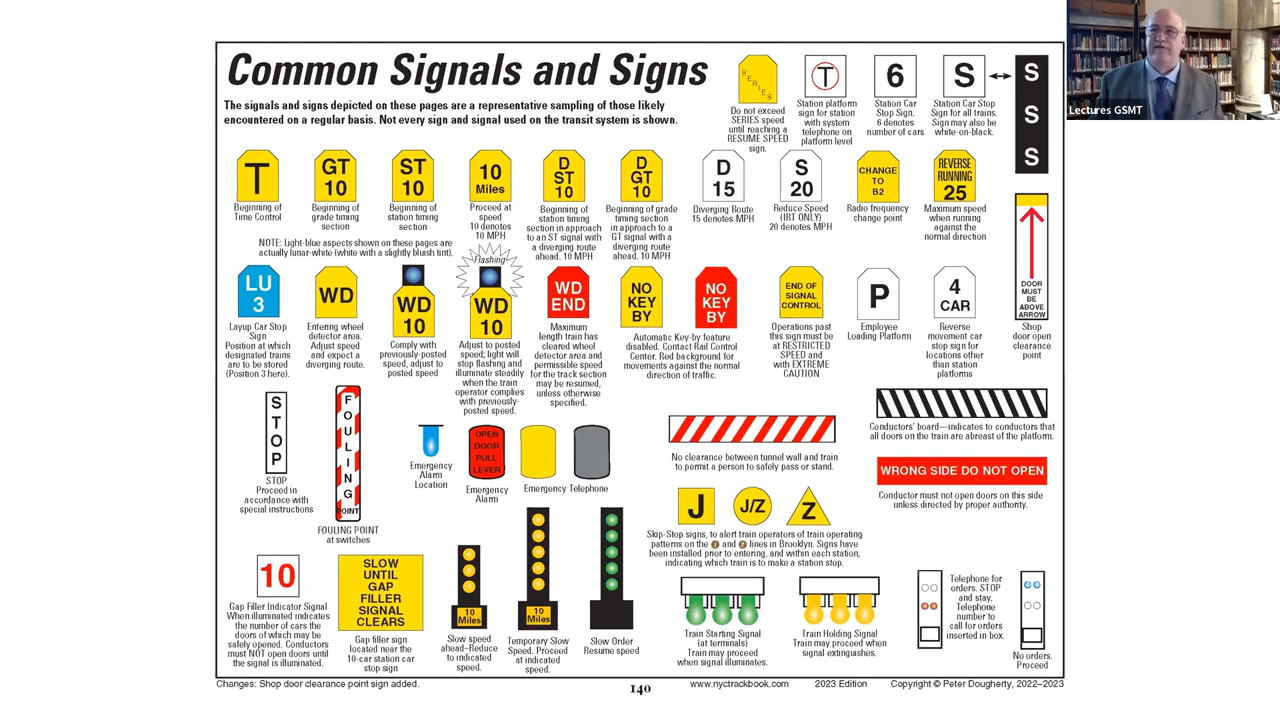 Common Signals and Signs
The signals and signs depicted on these pages are a representative sampling of those likely
encountered on a regular basis. Not every sign and signal used on the transit system is shown.
SERIES
Do not exceed
SERIES speed
until reaching a
RESUME SPEED
sign.
T
Station platform
sign for station
with system
telephone on
platform level
6
Station Car
Stop Sign.
6 denotes
number of cars
S
Station Car Stop
Sign for all trains.
Sign may also be
white-on-black.
S
S
S
Lectures GSMT
T
Beginning of
Time Control
GT
10
Beginning of
grade timing
section
ST
10
Beginning of
station timing
section
10
Miles
Proceed at
speed
10 denotes
10 MPH
D
ST
10
Beginning of
station timing
section in approach
to an ST signal with
a diverging route
ahead. 10 MPH
D
GT
10
Beginning of grade
timing section
in approach to a
GT signal with a
diverging route
ahead. 10 MPH
D
15
Diverging Route
15 denotes MPH
S
20
Reduce Speed
(IRT ONLY)
20 denotes MPH
CHANGE
TO
B2
Radio frequency
change point
REVERSE
RUNNING
25
Maximum speed
when running
against the
normal direction
DOOR
MUST
BE
ABOVE
ARROW
Shop
door open
clearance
point
NOTE: Light-blue aspects shown on these pages are
actually lunar-white (white with a slightly bluish tint).
LU
3
Layup Car Stop
Sign
Position at which
designated trains
are to be stored
(Position 3 here).
WD
Entering wheel
detector area.
Adjust speed
and expect a
diverging route.
WD
10
Comply with
previously-posted
speed, adjust to
posted speed
Flashing
WD
10
Adjust to posted
speed; light will
stop flashing and
illuminate steadily
when the train
operator complies
with previously-
posted speed.
WD
END
Maximum
length train has
cleared wheel
detector area and
permissible speed
for the track section
may be resumed,
unless otherwise
specified.
NO
KEY
BY
NO
KEY
BY
Automatic Key-by feature
disabled. Contact Rail Control
Center. Red background for
movements against the normal
direction of traffic.
END OF
SIGNAL
CONTROL
Operations past
this sign must be
at RESTRICTED
SPEED and
with EXTREME
CAUTION
P
Employee
Loading Platform
4
CAR
Reverse
movement car
stop sign for
locations other
than station
platforms
STOP
STOP
Proceed in
accordance with
special instructions
FOULING
POINT
FOULING POINT
at switches
Emergency
Alarm
Location
OPEN
DOOR
PULL
LEVER
Emergency
Alarm
Emergency Telephone
No clearance between tunnel wall and train
to permit a person to safely pass or stand.
Conductors' board—indicates to conductors that
all doors on the train are abreast of the platform.
WRONG SIDE DO NOT OPEN
Conductor must not open doors on this side
unless directed by proper authority.
J
J/Z
Z
Skip-Stop signs, to alert train operators of train operating
patterns on the J and Z lines in Brooklyn. Signs have
been installed prior to entering, and within each station,
indicating which train is to make a station stop.
10
Gap Filler Indicator Signal
When illuminated indicates
the number of cars the
doors of which may be
safely opened. Conductors
must NOT open doors until
the signal is illuminated.
SLOW
UNTIL
GAP
FILLER
SIGNAL
CLEARS
Gap filler sign
located near the
10-car station car
stop sign
10
Miles
Slow speed
ahead–Reduce
to indicated
speed.
10
Miles
Temporary Slow
Speed. Proceed
at indicated
speed.
Slow Order
Resume speed
Train Starting Signal
(at terminals)
Train may proceed
when signal illuminates.
Train Holding Signal
Train may proceed when
signal extinguishes.
Telephone for
orders. STOP
and stay.
Telephone
number to
call for orders
inserted in box.
No orders.
Proceed
Changes: Shop door clearance point sign added.
140
www.nyctrackbook.com
2023 Edition
Copyright © Peter Dougherty, 2022–2023